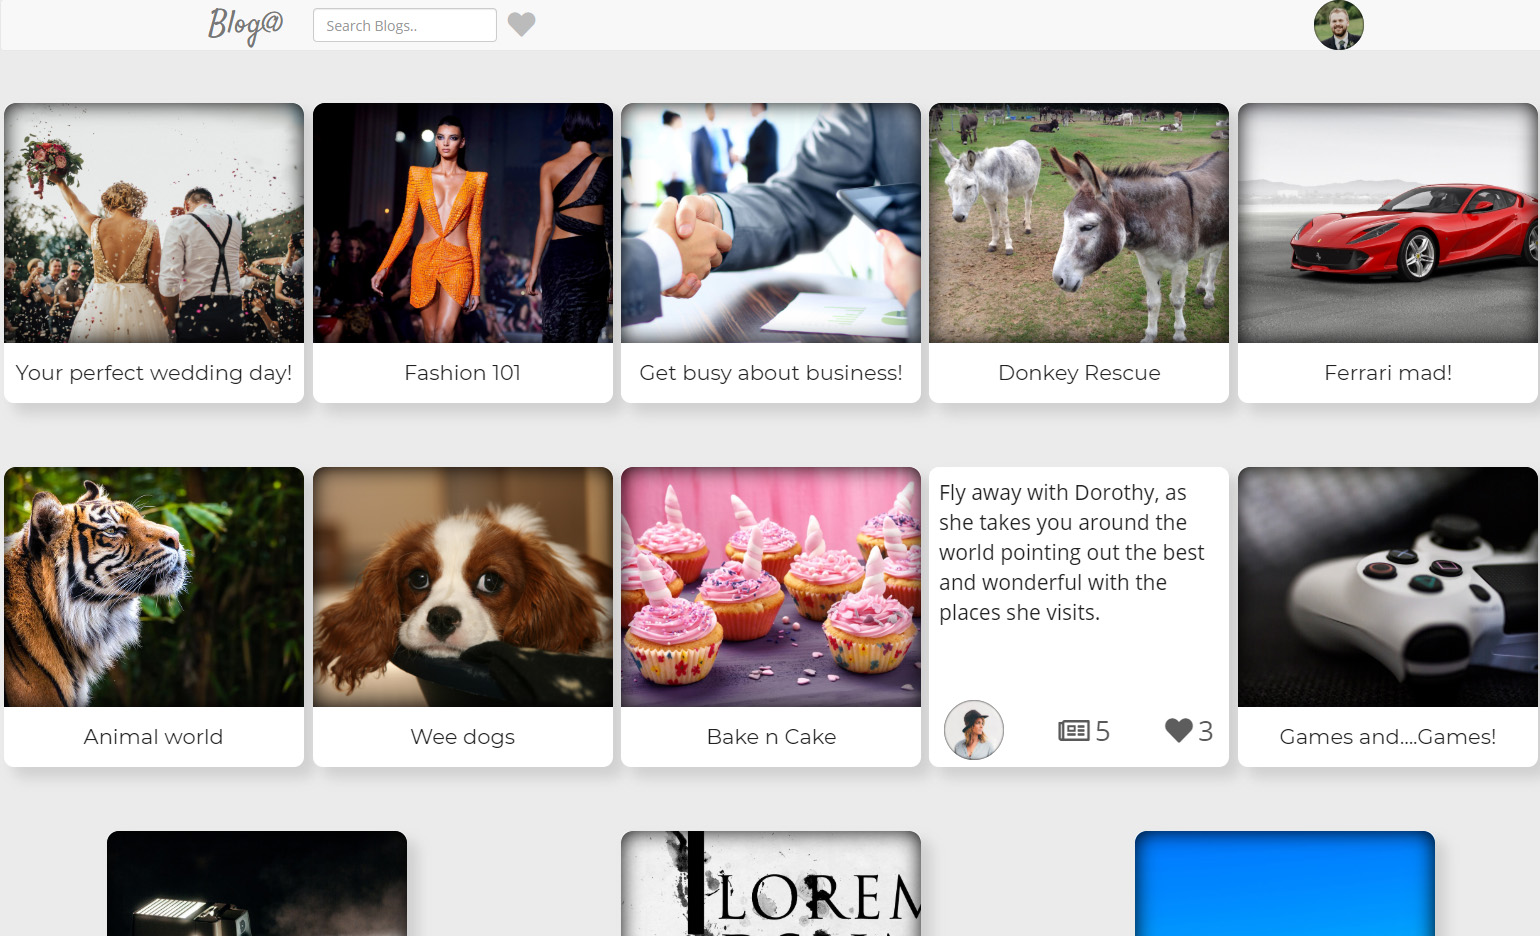 Blog@
Search Blogs..
Your perfect wedding day!
Fashion 101
Get busy about business!
Donkey Rescue
Ferrari mad!
Fly away with Dorothy, as
she takes you around the
world pointing out the best
and wonderful with the
places she visits.
5
3
Animal world
Wee dogs
Bake n Cake
Games and....Games!
LOREM